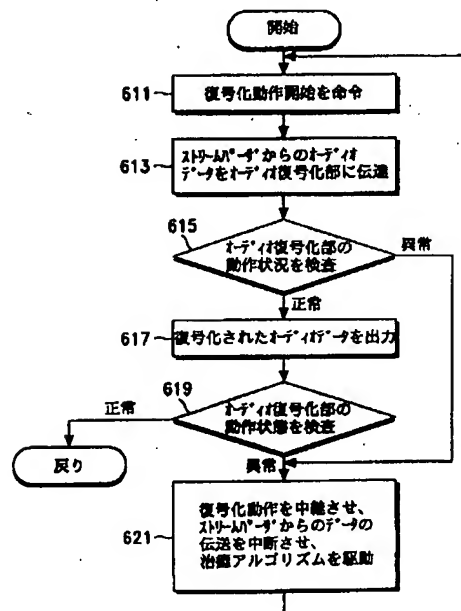 開始
611
復号化動作開始を命令
613
ストリームパーザからのオーディオ
データをオーディオ復号化部に伝達
615
オーディオ復号化部の
動作状況を検査
異常
正常
617
復号化されたオーディオデータを出力
619
オーディオ復号化部の
動作状態を検査
正常
戻り
異常
621
復号化動作を中離させ、
ストリームパーザからのデータの
伝送を中断させ、
治癒アルゴリズムを駆動